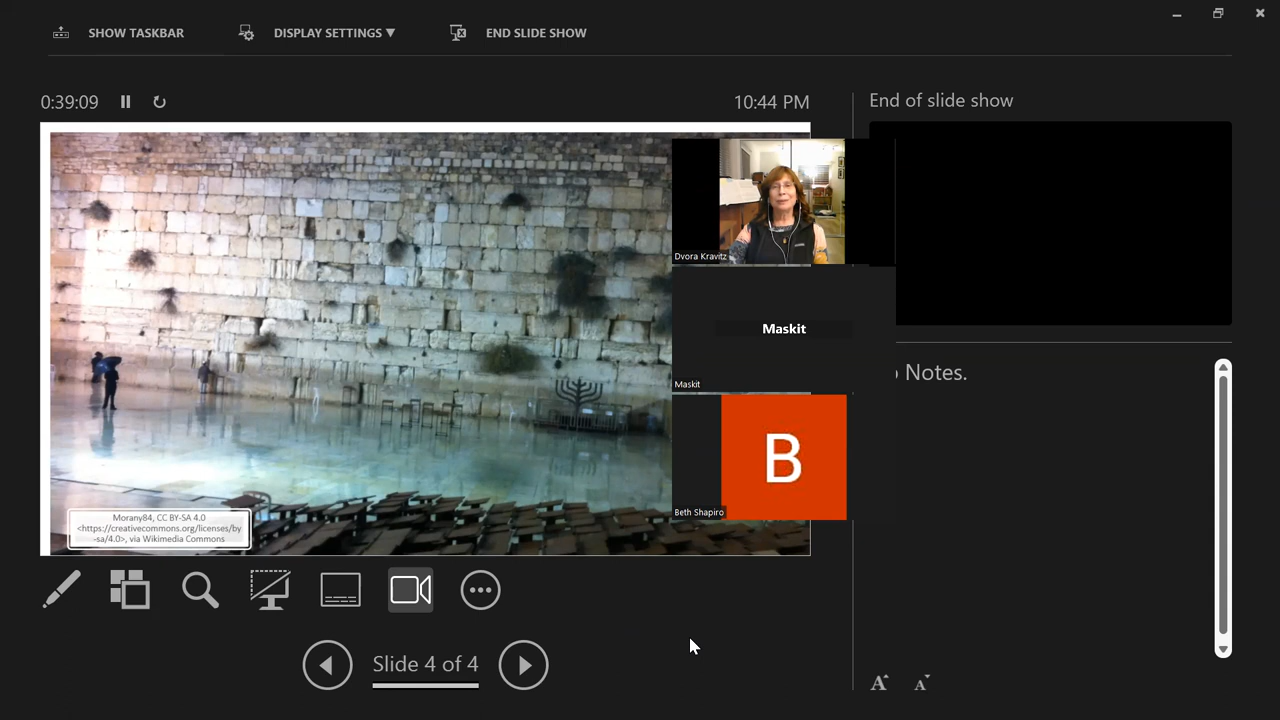 SHOW TASKBAR
DISPLAY SETTINGS ▼
END SLIDE SHOW
0:39:09
10:44 PM
End of slide show
Dvora Kravitz
Maskit
Maskit
B
Beth Shapiro
Morany84, CC BY-SA 4.0
<https://creativecommons.org/licenses/by
-sa/4.0>, via Wikimedia Commons
Notes.
Slide 4 of 4
A A